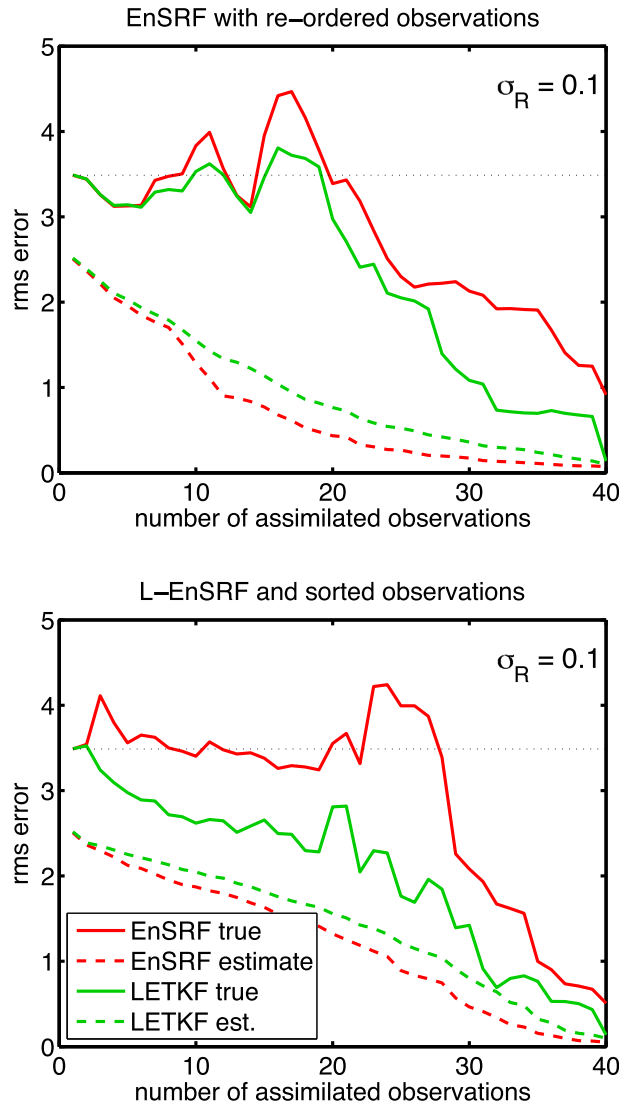 EnSRF with re−ordered observations
5
4
3
2
1
0
rms error
σR = 0.1
0 10 20 30 40
number of assimilated observations
L−EnSRF and sorted observations
5
4
3
2
1
0
rms error
σR = 0.1
EnSRF true
EnSRF estimate
LETKF true
LETKF est.
0 10 20 30 40
number of assimilated observations